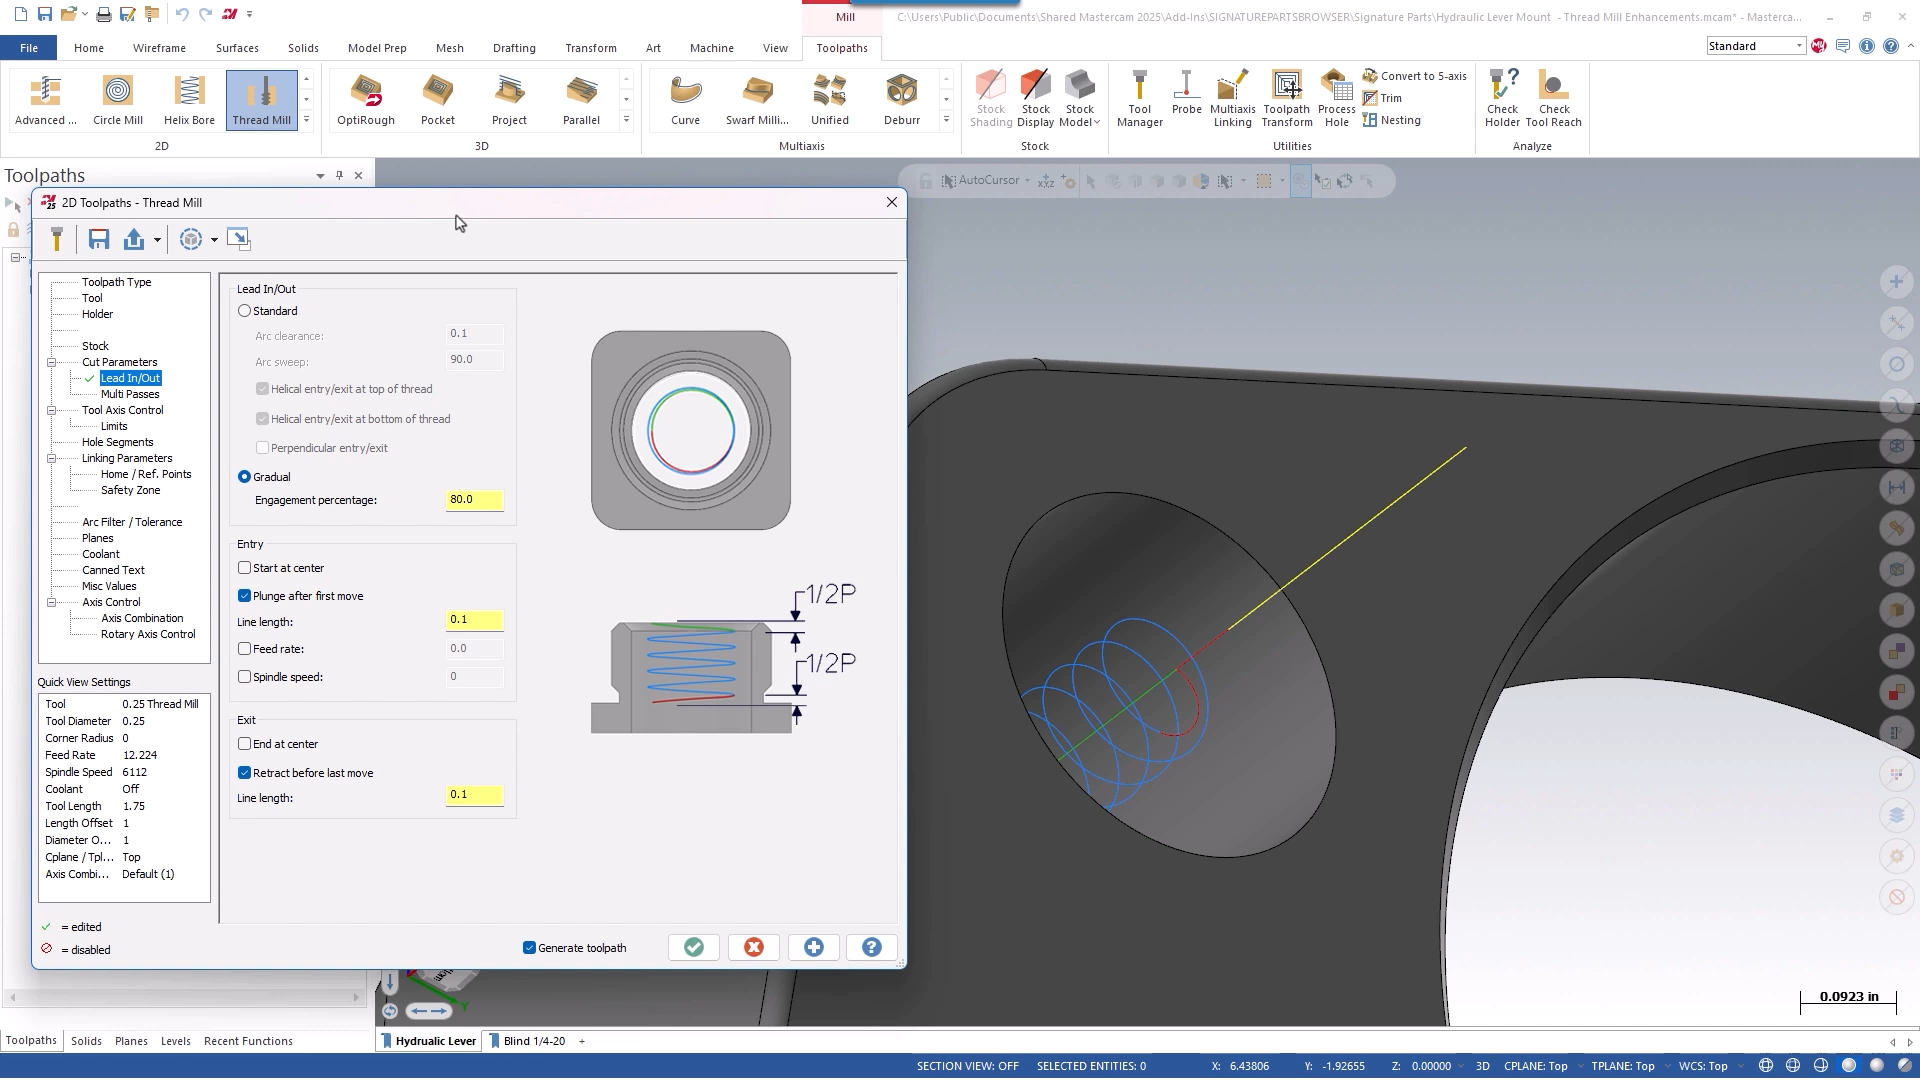 Mill
C:\Users\Public\Documents\Shared Mastercam 2025\Add-Ins\SIGNATUREPARTSBROWSER\Signature Parts\Hydraulic Lever Mount - Thread Mill Enhancements.mcam* - Masterca...
File Home Wireframe Surfaces Solids Model Prep Mesh Drafting Transform Art Machine View Toolpaths
Standard
Advanced ... Circle Mill Helix Bore Thread Mill
OptiRough Pocket Project Parallel
Curve Swarf Milli... Unified Deburr
Stock Shading Stock Display Stock Model
Tool Manager Probe Multiaxis Linking Toolpath Transform Process Hole
Convert to 5-axis
Trim
Nesting
Check Holder Check Tool Reach
2D 3D Multiaxis Stock Utilities Analyze
Toolpaths
AutoCursor
2D Toolpaths - Thread Mill
Toolpath Type
Tool
Holder
Stock
Cut Parameters
Lead In/Out
Multi Passes
Tool Axis Control
Limits
Hole Segments
Linking Parameters
Home / Ref. Points
Safety Zone
Arc Filter / Tolerance
Planes
Coolant
Canned Text
Misc Values
Axis Control
Axis Combination
Rotary Axis Control
Quick View Settings
Tool 0.25 Thread Mill
Tool Diameter 0.25
Corner Radius 0
Feed Rate 12.224
Spindle Speed 6112
Coolant Off
Tool Length 1.75
Length Offset 1
Diameter O... 1
Cplane / Tpl... Top
Axis Combi... Default (1)
= edited
= disabled
Lead In/Out
Standard
Arc clearance: 0.1
Arc sweep: 90.0
Helical entry/exit at top of thread
Helical entry/exit at bottom of thread
Perpendicular entry/exit
Gradual
Engagement percentage: 80.0
Entry
Start at center
Plunge after first move
Line length: 0.1
Feed rate: 0.0
Spindle speed: 0
Exit
End at center
Retract before last move
Line length: 0.1
1/2P
1/2P
Generate toolpath
0.0923 in
Toolpaths Solids Planes Levels Recent Functions
Hydrualic Lever Blind 1/4-20 +
SECTION VIEW: OFF SELECTED ENTITIES: 0 X: 6.43806 Y: -1.92655 Z: 0.00000 3D CPLANE: Top TPLANE: Top WCS: Top